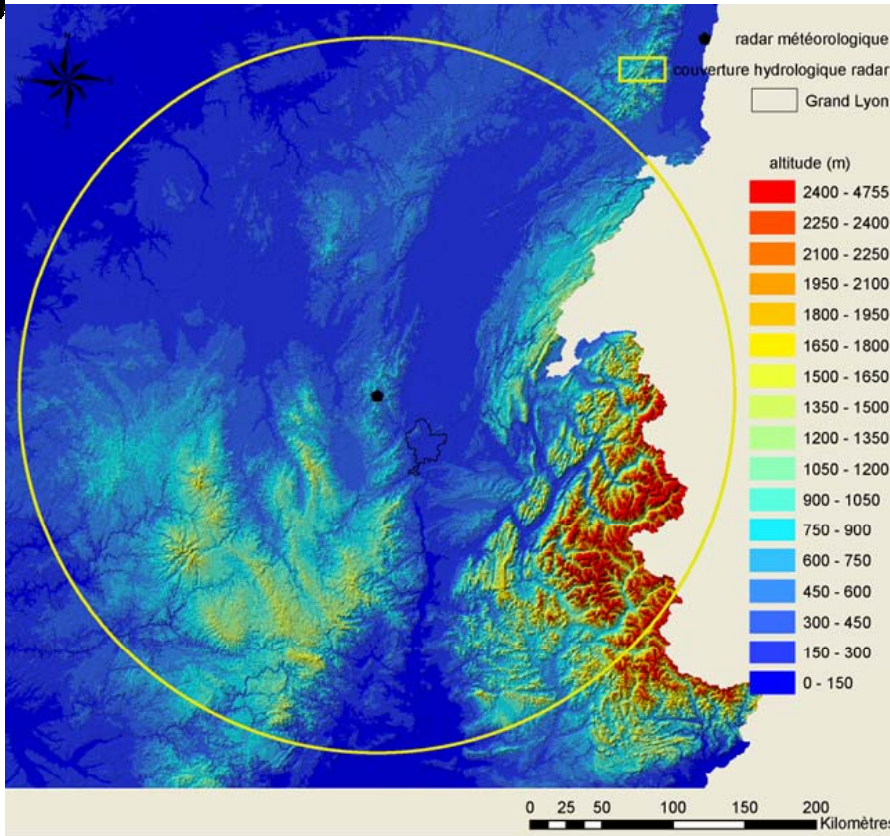 N
radar météorologique
couverture hydrologique radar
Grand Lyon
altitude (m)
2400 - 4755
2250 - 2400
2100 - 2250
1950 - 2100
1800 - 1950
1650 - 1800
1500 - 1650
1350 - 1500
1200 - 1350
1050 - 1200
900 - 1050
750 - 900
600 - 750
450 - 600
300 - 450
150 - 300
0 - 150
0 25 50 100 150 200
Kilomètres